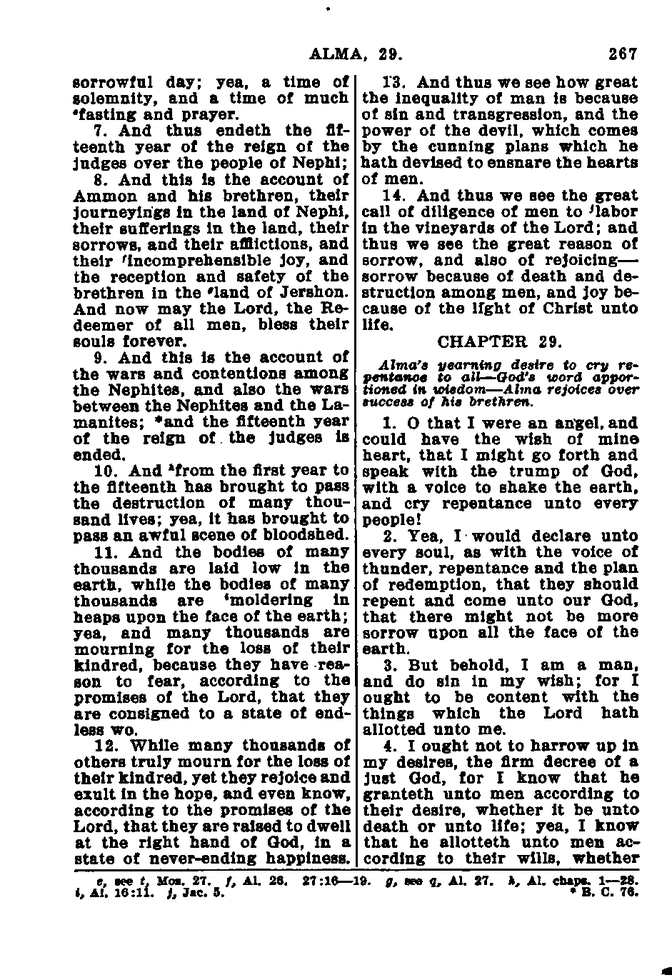 ALMA, 29. 267
sorrowful day; yea, a time of
solemnity, and a time of much
ᵉfasting and prayer.
7. And thus endeth the fif-
teenth year of the reign of the
judges over the people of Nephi;
8. And this is the account of
Ammon and his brethren, their
journeyings in the land of Nephi,
their sufferings in the land, their
sorrows, and their afflictions, and
their ᶠincomprehensible joy, and
the reception and safety of the
brethren in the ᵍland of Jershon.
And now may the Lord, the Re-
deemer of all men, bless their
souls forever.
9. And this is the account of
the wars and contentions among
the Nephites, and also the wars
between the Nephites and the La-
manites; *and the fifteenth year
of the reign of the judges is
ended.
10. And ʰfrom the first year to
the fifteenth has brought to pass
the destruction of many thou-
sand lives; yea, it has brought to
pass an awful scene of bloodshed.
11. And the bodies of many
thousands are laid low in the
earth, while the bodies of many
thousands are ⁱmoldering in
heaps upon the face of the earth;
yea, and many thousands are
mourning for the loss of their
kindred, because they have rea-
son to fear, according to the
promises of the Lord, that they
are consigned to a state of end-
less wo.
12. While many thousands of
others truly mourn for the loss of
their kindred, yet they rejoice and
exult in the hope, and even know,
according to the promises of the
Lord, that they are raised to dwell
at the right hand of God, in a
state of never-ending happiness.
13. And thus we see how great
the inequality of man is because
of sin and transgression, and the
power of the devil, which comes
by the cunning plans which he
hath devised to ensnare the hearts
of men.
14. And thus we see the great
call of diligence of men to ʲlabor
in the vineyards of the Lord; and
thus we see the great reason of
sorrow, and also of rejoicing—
sorrow because of death and de-
struction among men, and joy be-
cause of the light of Christ unto
life.
CHAPTER 29.
Alma's yearning desire to cry re-
pentance to all—God's word appor-
tioned in wisdom—Alma rejoices over
success of his brethren.
1. O that I were an angel, and
could have the wish of mine
heart, that I might go forth and
speak with the trump of God,
with a voice to shake the earth,
and cry repentance unto every
people!
2. Yea, I would declare unto
every soul, as with the voice of
thunder, repentance and the plan
of redemption, that they should
repent and come unto our God,
that there might not be more
sorrow upon all the face of the
earth.
3. But behold, I am a man,
and do sin in my wish; for I
ought to be content with the
things which the Lord hath
allotted unto me.
4. I ought not to harrow up in
my desires, the firm decree of a
just God, for I know that he
granteth unto men according to
their desire, whether it be unto
death or unto life; yea, I know
that he allotteth unto men ac-
cording to their wills, whether
e, see t, Mos. 27. f, Al. 26. 27:16—19. g, see q, Al. 27. h, Al. chaps. 1—28.
i, Al. 16:11. j, Jac. 5. * B. C. 76.